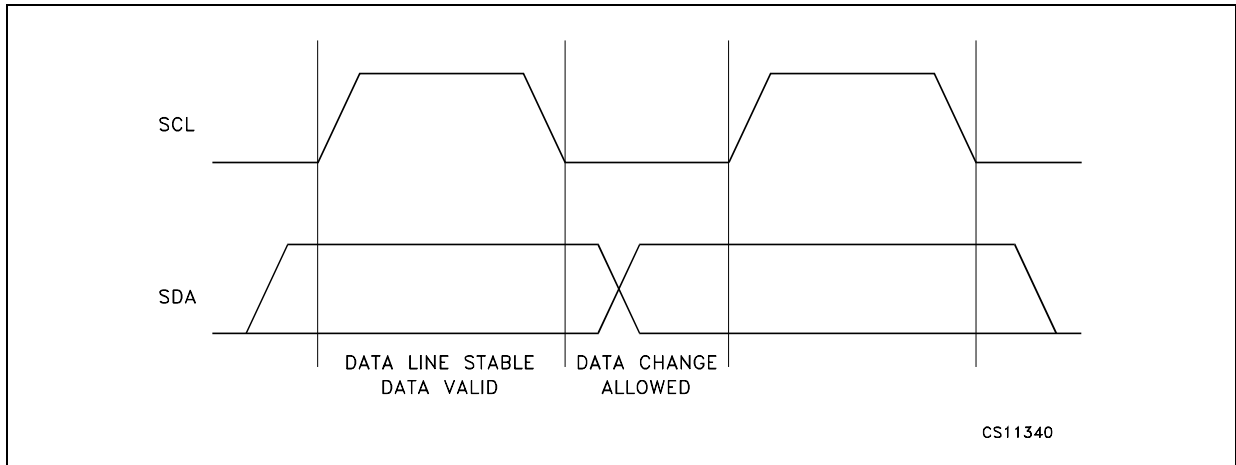 SCL
SDA
DATA LINE STABLE
DATA VALID
DATA CHANGE
ALLOWED
CS11340